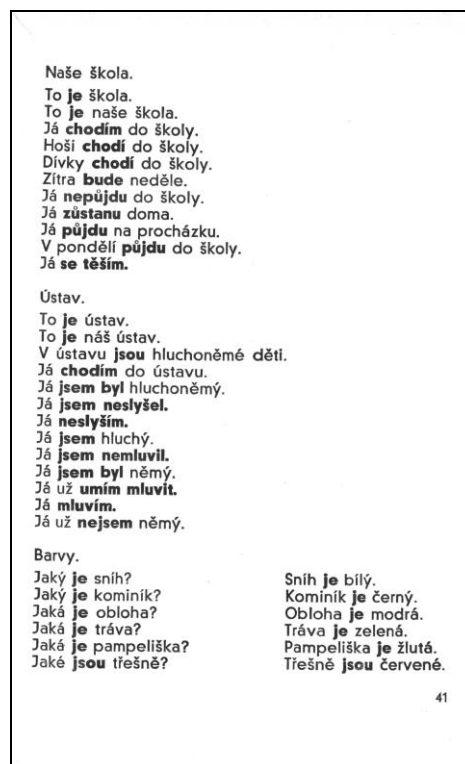 Naše škola.
To je škola.
To je naše škola.
Já chodím do školy.
Hoši chodí do školy.
Dívky chodí do školy.
Zítra bude neděle.
Já nepůjdu do školy.
Já zůstanu doma.
Já půjdu na procházku.
V pondělí půjdu do školy.
Já se těším.
Ústav.
To je ústav.
To je náš ústav.
V ústavu jsou hluchoněmé děti.
Já chodím do ústavu.
Já jsem byl hluchoněmý.
Já jsem neslyšel.
Já neslyším.
Já jsem hluchý.
Já jsem nemluvil.
Já jsem byl němý.
Já už umím mluvit.
Já mluvím.
Já už nejsem němý.
Barvy.
Jaký je sníh? Sníh je bílý.
Jaký je kominík? Kominík je černý.
Jaká je obloha? Obloha je modrá.
Jaká je tráva? Tráva je zelená.
Jaká je pampeliška? Pampeliška je žlutá.
Jaké jsou třešně? Třešně jsou červené.
41